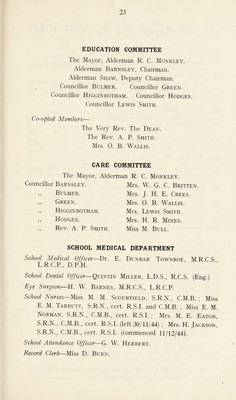 23
EDUCATION COMMITTEE
The Mayor, Alderman R. C. MONKLEY.
Alderman BARNSLEY, Chairman.
Alderman SHAW, Deputy Chairman.
Councillor BULMER. Councillor GREEN.
Councillor HIGGINBOTHAM. Councillor HODGES.
Councillor LEWIS SMITH.
Co-opted Members—
The Very Rev. The DEAN.
The Rev. A. P. SMITH.
Mrs. O. B. WALLIS.
CARE COMMITTEE
The Mayor, Alderman R. C. MONKLEY.
Councillor BARNSLEY. Mrs. W. G. C. BRITTEN.
,, BULMER. Mrs. J. H. E. CREES.
,, GREEN. Mrs. O. B. WALLIS.
,, HIGGINBOTHAM. Mrs. LEWIS SMITH.
,, HODGES. Mrs. H. R. MINES.
,, Rev. A. P. SMITH. Miss M. BULL.
SCHOOL MEDICAL DEPARTMENT
School Medical Officer—Dr. E. DUNBAR TOWNROE, M.R.C.S.,
L.R.C.P., D.P.H.
School Dental Officer—QUENTIN MILLER, L.D.S., R.C.S. (Eng.)
Eye Surgeon—H. W. BARNES, M.R.C.S., L.R.C.P.
School Nurses—Miss M. M. SCOURFIELD, S.R.N., C.M.B.; Miss
E. M. TARBUTT, S.R.N., cert. R.S.I. and C.M.B.; Miss E. M.
NORMAN, S.R.N., C.M.B., cert. R.S.I.; Mrs. M. E. EATON,
S.R.N., C.M.B., cert. R.S.I. (left 30/11/44); Mrs. H. JACKSON,
S.R.N., C.M.B., cert. R.S.I. (commenced 11/12/44).
School Attendance Officer—G. W. HERBERT.
Record Clerk—Miss D. BURN.